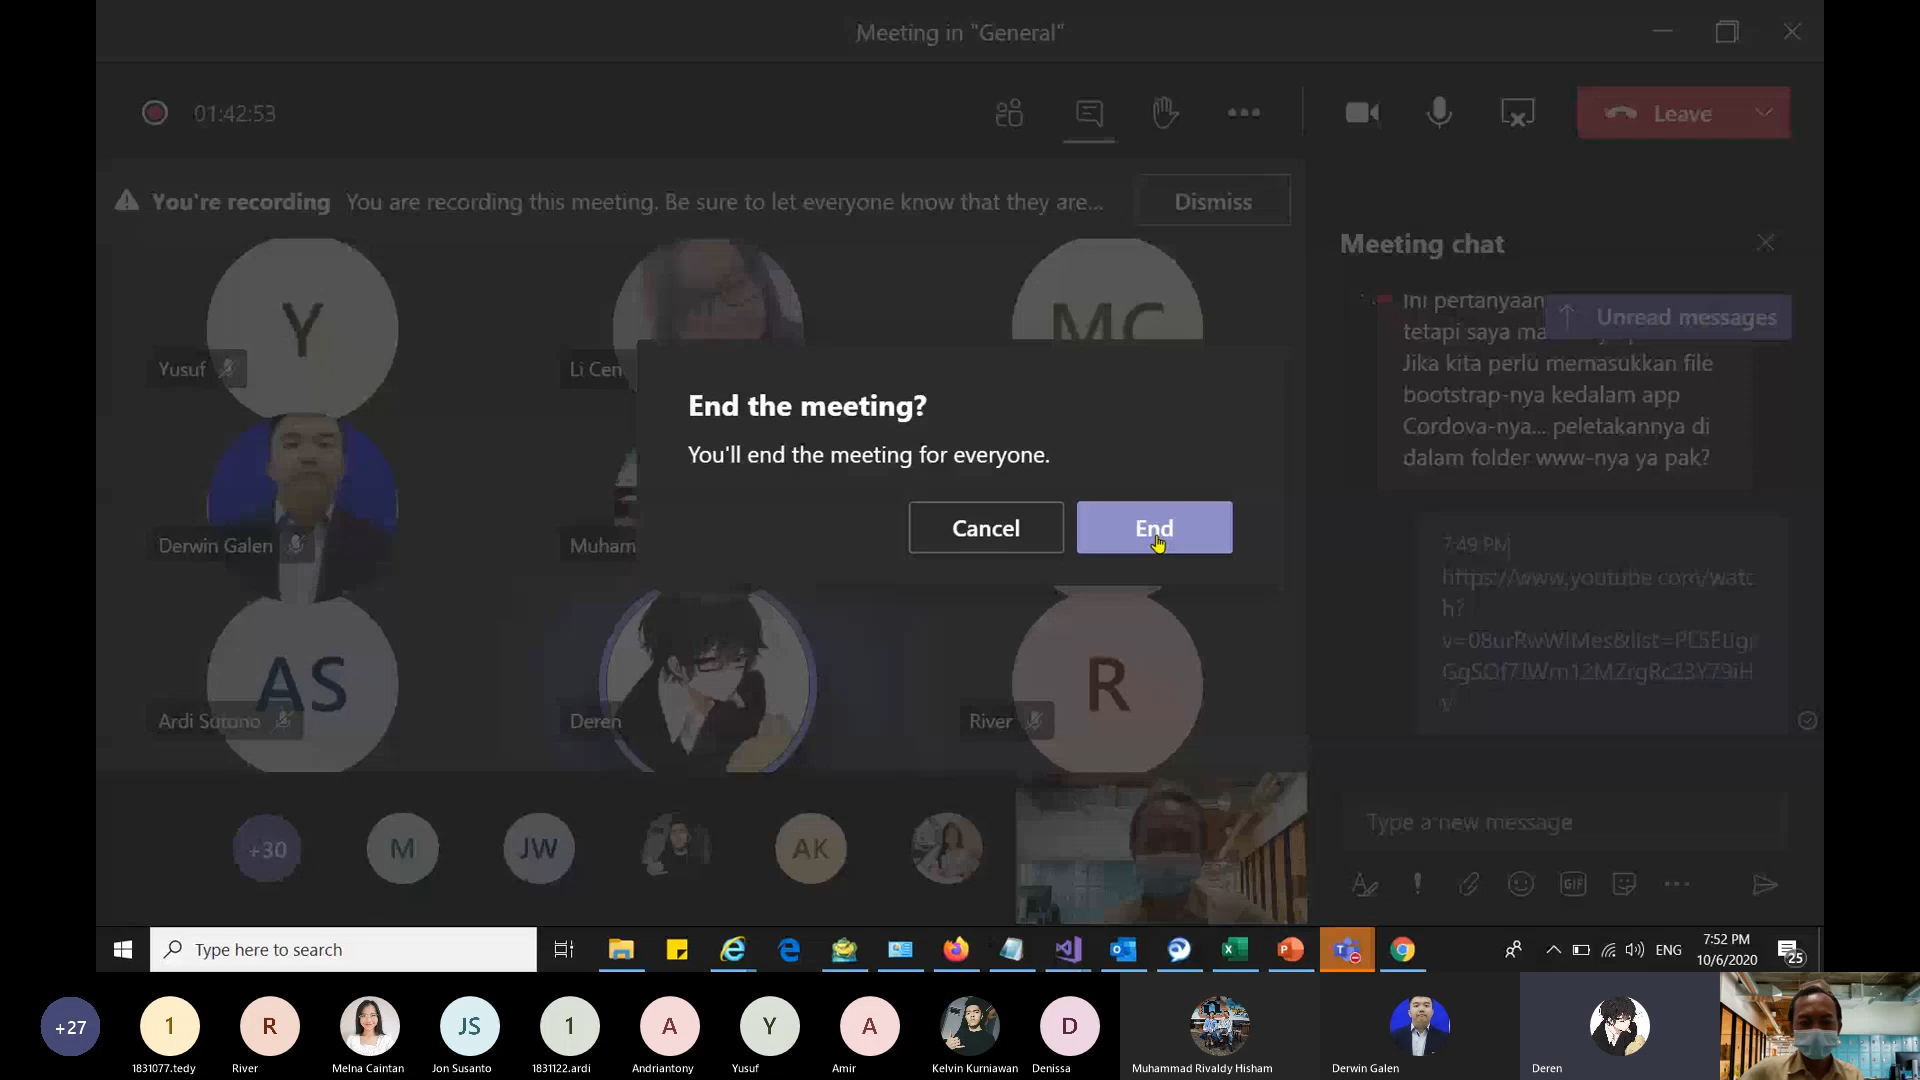 Meeting in "General"
01:42:53
Leave
You're recording You are recording this meeting. Be sure to let everyone know that they are...
Dismiss
Meeting chat
Unread messages
Ini pertanyaan
tetapi saya
Jika kita perlu memasukkan file
bootstrap-nya kedalam app
Cordova-nya... peletakannya di
dalam folder www-nya ya pak?
7:49 PM
https://www.youtube.com/watc
h?
Type a new message
GIF
Y
Yusuf
Li Cen
MC
Derwin Galen
Muham
AS
Ardi Sutono
Deren
R
River
+30
M
JW
AK
End the meeting?
You'll end the meeting for everyone.
Cancel
End
Type here to search
ENG
7:52 PM
10/6/2020
25
+27
1
1831077.tedy
R
River
Melna Caintan
JS
Jon Susanto
1
1831122.ardi
A
Andriantony
Y
Yusuf
A
Amir
Kelvin Kurniawan
D
Denissa
Muhammad Rivaldy Hisham
Derwin Galen
Deren